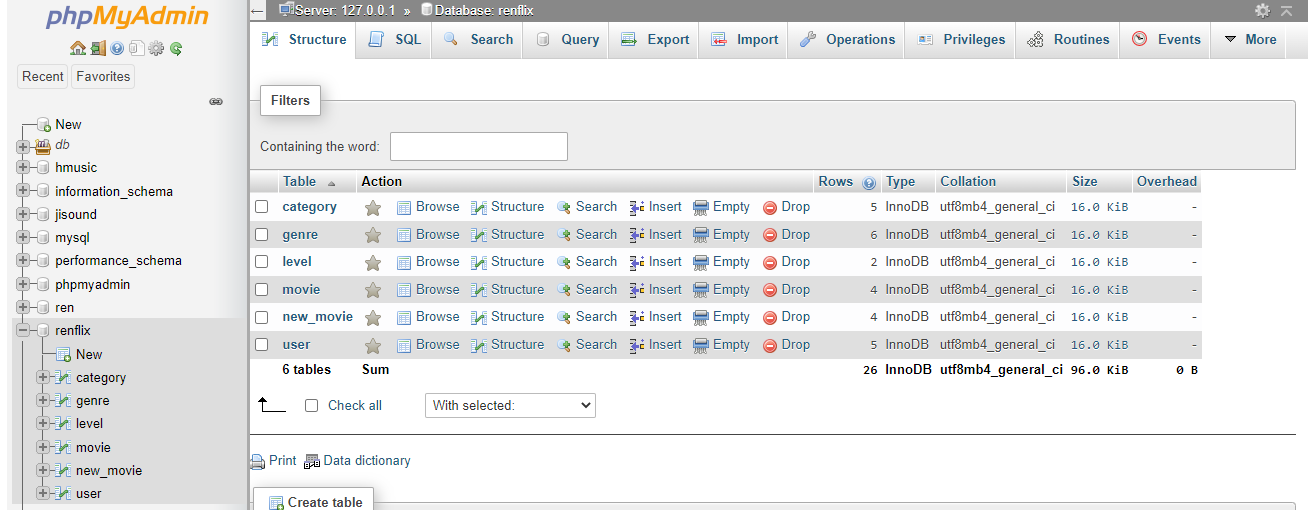 phpMyAdmin
Recent Favorites
New
db
hmusic
information_schema
jisound
mysql
performance_schema
phpmyadmin
ren
renflix
New
category
genre
level
movie
new_movie
user
Server: 127.0.0.1 » Database: renflix
Structure SQL Search Query Export Import Operations Privileges Routines Events More
Filters
Containing the word:
Table Action Rows Type Collation Size Overhead
category Browse Structure Search Insert Empty Drop 5 InnoDB utf8mb4_general_ci 16.0 KiB -
genre Browse Structure Search Insert Empty Drop 6 InnoDB utf8mb4_general_ci 16.0 KiB -
level Browse Structure Search Insert Empty Drop 2 InnoDB utf8mb4_general_ci 16.0 KiB -
movie Browse Structure Search Insert Empty Drop 4 InnoDB utf8mb4_general_ci 16.0 KiB -
new_movie Browse Structure Search Insert Empty Drop 4 InnoDB utf8mb4_general_ci 16.0 KiB -
user Browse Structure Search Insert Empty Drop 5 InnoDB utf8mb4_general_ci 16.0 KiB -
6 tables Sum 26 InnoDB utf8mb4_general_ci 96.0 KiB 0 B
Check all With selected:
Print Data dictionary
Create table